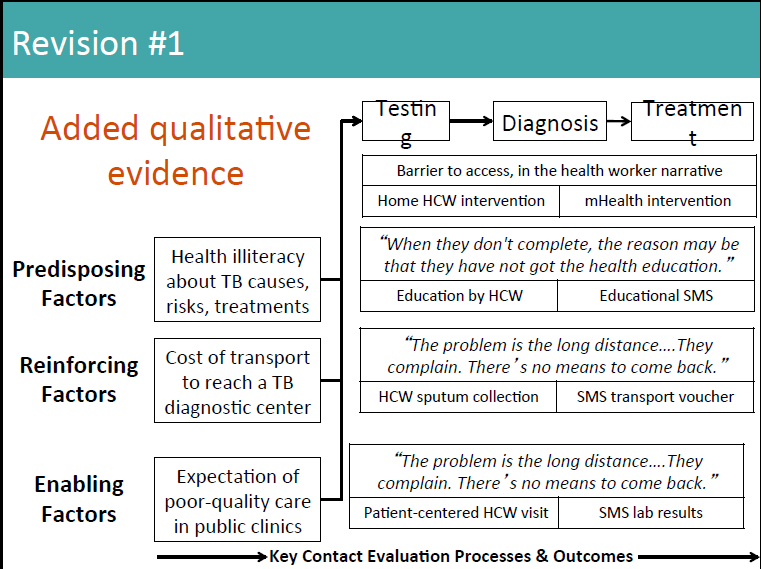 Revision #1
Added qualitative
evidence
Testin
g
Diagnosis
Treatmen
t
Barrier to access, in the health worker narrative
Home HCW intervention
mHealth intervention
Predisposing
Factors
Health illiteracy
about TB causes,
risks, treatments
“When they don't complete, the reason may be
that they have not got the health education.”
Education by HCW
Educational SMS
Reinforcing
Factors
Cost of transport
to reach a TB
diagnostic center
“The problem is the long distance....They
complain. There’s no means to come back.”
HCW sputum collection
SMS transport voucher
Enabling
Factors
Expectation of
poor-quality care
in public clinics
“The problem is the long distance....They
complain. There’s no means to come back.”
Patient-centered HCW visit
SMS lab results
Key Contact Evaluation Processes & Outcomes